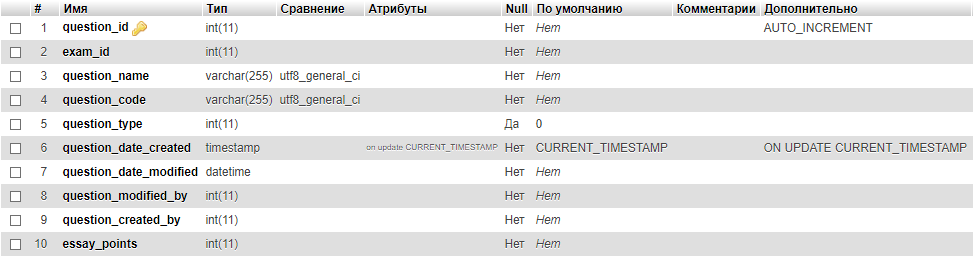 # Имя Тип Сравнение Атрибуты Null По умолчанию Комментарии Дополнительно
1 question_id int(11) Нет Нет AUTO_INCREMENT
2 exam_id int(11) Нет Нет
3 question_name varchar(255) utf8_general_ci Нет Нет
4 question_code varchar(255) utf8_general_ci Нет Нет
5 question_type int(11) Да 0
6 question_date_created timestamp on update CURRENT_TIMESTAMP Нет CURRENT_TIMESTAMP ON UPDATE CURRENT_TIMESTAMP
7 question_date_modified datetime Нет Нет
8 question_modified_by int(11) Нет Нет
9 question_created_by int(11) Нет Нет
10 essay_points int(11) Нет Нет